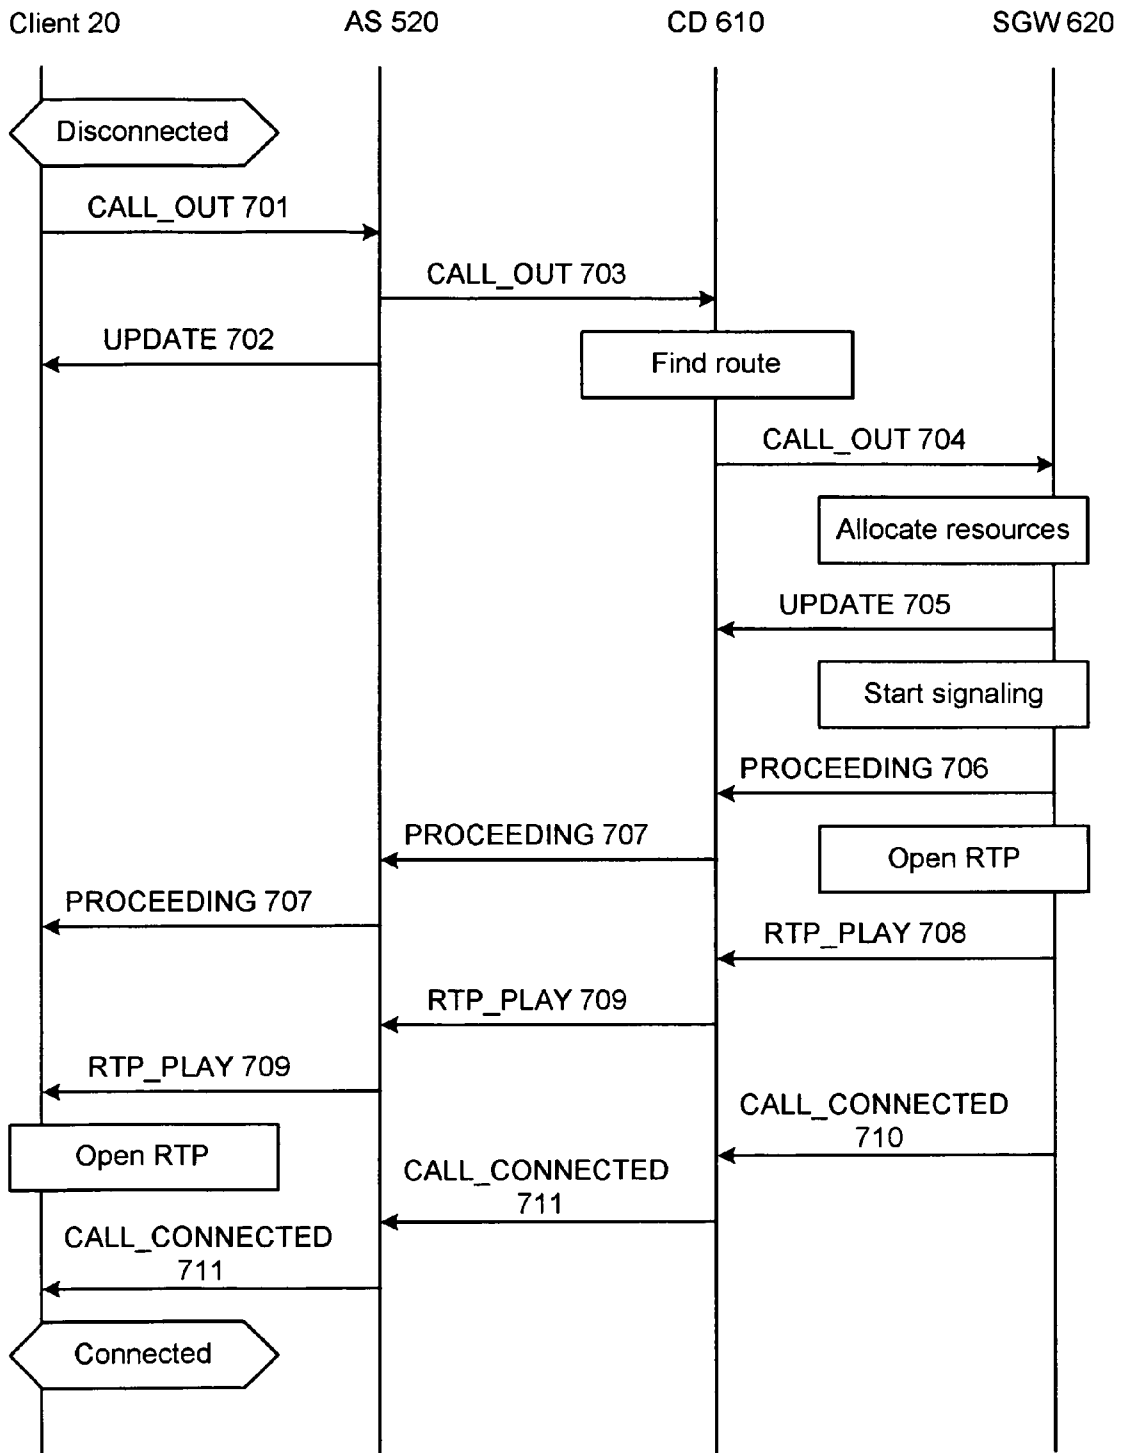 Client 20
AS 520
CD 610
SGW 620
Disconnected
CALL_OUT 701
CALL_OUT 703
UPDATE 702
Find route
CALL_OUT 704
Allocate resources
UPDATE 705
Start signaling
PROCEEDING 706
PROCEEDING 707
Open RTP
PROCEEDING 707
RTP_PLAY 708
RTP_PLAY 709
RTP_PLAY 709
CALL_CONNECTED
710
Open RTP
CALL_CONNECTED
711
CALL_CONNECTED
711
Connected